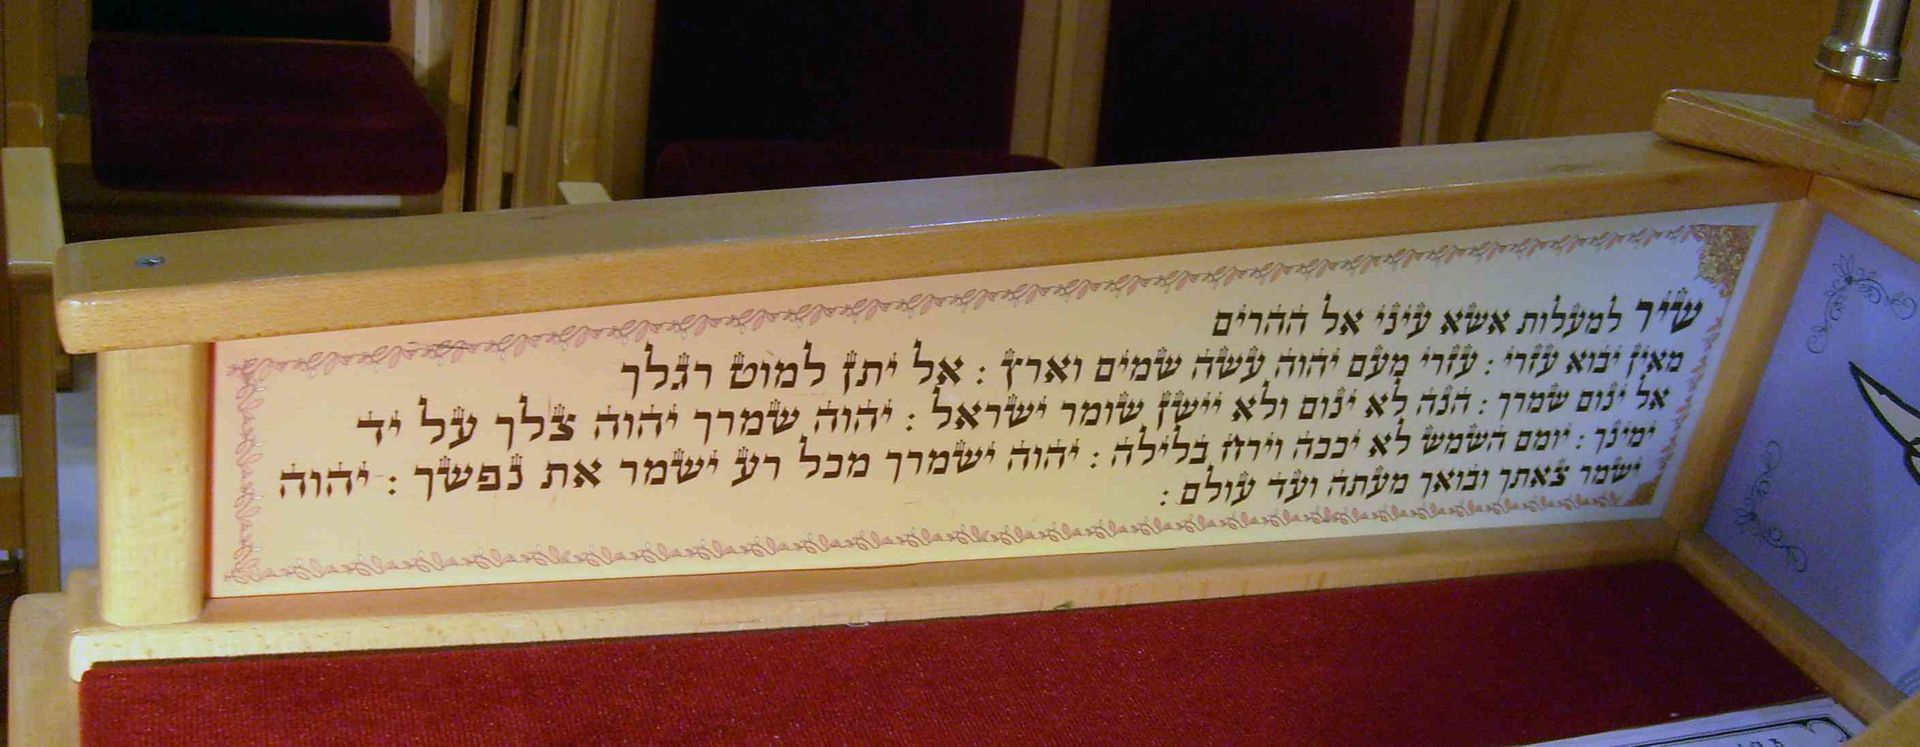 שיר למעלות אשא עיני אל ההרים
מאין יבוא עזרי : עזרי מעם יהוה עשה שמים וארץ : אל יתן למוט רגלך
אל ינום שמרך : הנה לא ינום ולא יישן שומר ישראל : יהוה שמרך יהוה צלך על יד
ימינך : יומם השמש לא יככה וירח בלילה : יהוה ישמרך מכל רע ישמר את נפשך : יהוה
ישמר צאתך ובואך מעתה ועד עולם :